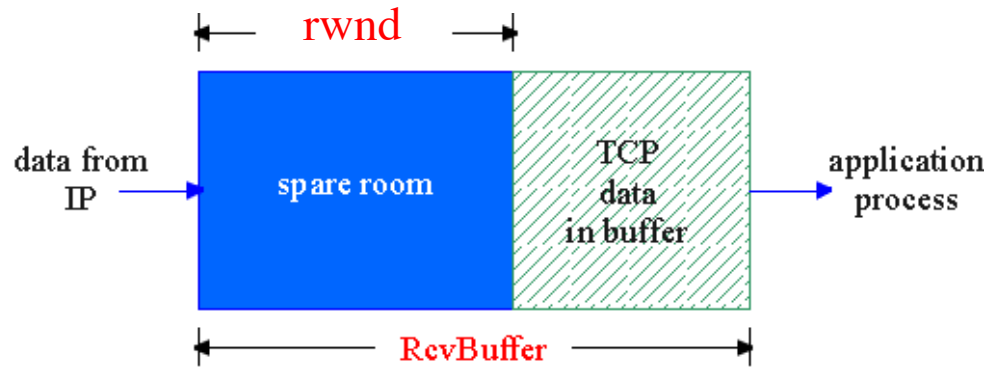 rwnd
data from
IP
spare room
TCP
data
in buffer
application
process
RcvBuffer